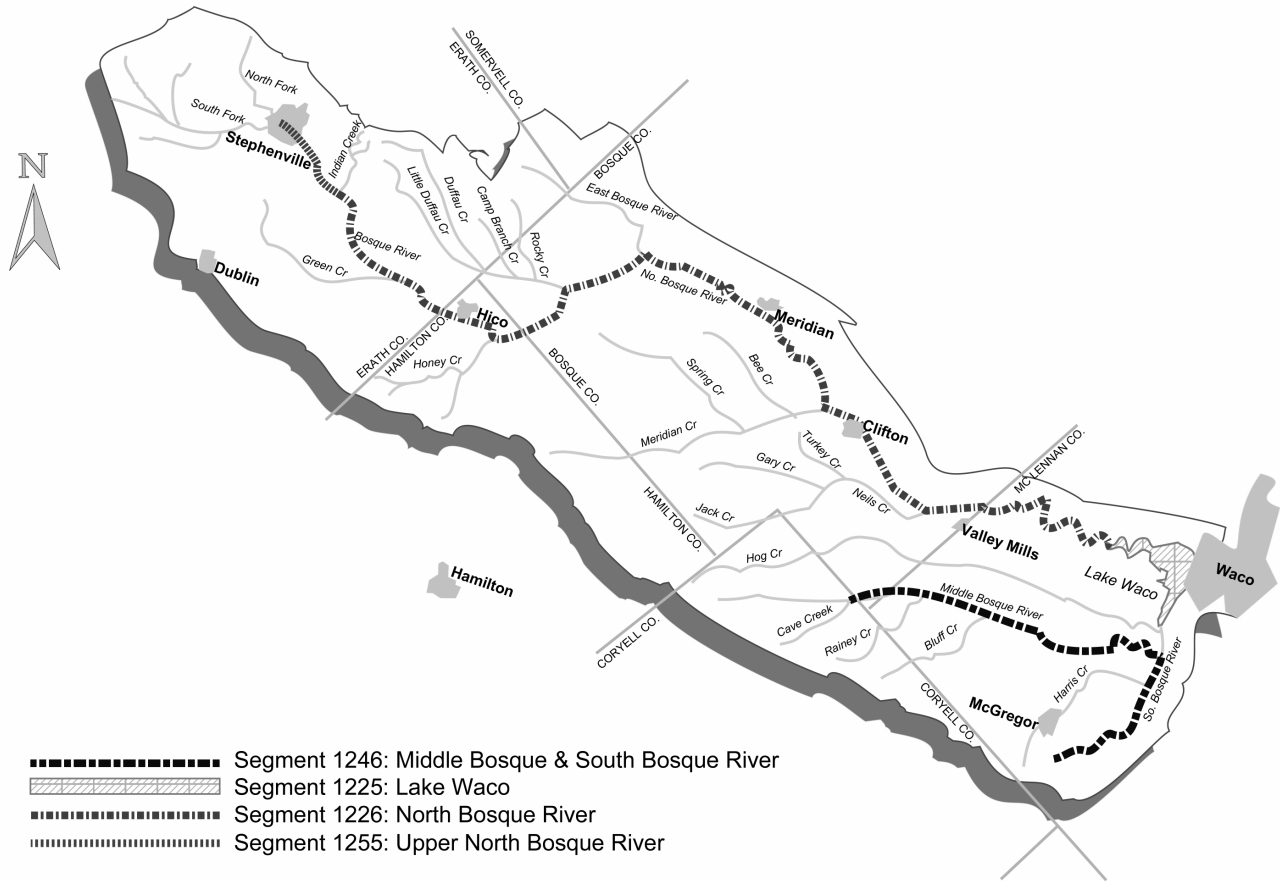 SOMERVELL CO.
ERATH CO.
North Fork
South Fork
Stephenville
Indian Creek
BOSQUE CO.
N
Little Duffau Cr
Duffau Cr
Camp Branch Cr
Rocky Cr
East Bosque River
Bosque River
Green Cr
Dublin
No. Bosque River
Meridian
Hico
ERATH CO.
HAMILTON CO.
Honey Cr
BOSQUE CO.
Spring Cr
Bee Cr
Meridian Cr
Clifton
Turkey Cr
Gary Cr
Neils Cr
MCLENNAN CO.
Jack Cr
HAMILTON CO.
Valley Mills
Hog Cr
Lake Waco
Waco
Hamilton
Middle Bosque River
Cave Creek
Rainey Cr
Bluff Cr
CORYELL CO.
Harris Cr
So. Bosque River
CORYELL CO.
McGregor
Segment 1246: Middle Bosque & South Bosque River
Segment 1225: Lake Waco
Segment 1226: North Bosque River
Segment 1255: Upper North Bosque River